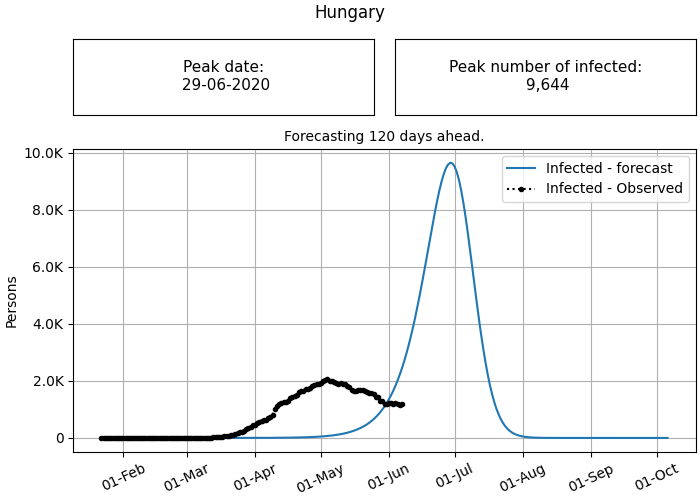 Hungary
Peak date:
29-06-2020
Peak number of infected:
9,644
Forecasting 120 days ahead.
10.0K
8.0K
6.0K
4.0K
2.0K
0
Persons
Infected - forecast
Infected - Observed
01-Feb
01-Mar
01-Apr
01-May
01-Jun
01-Jul
01-Aug
01-Sep
01-Oct